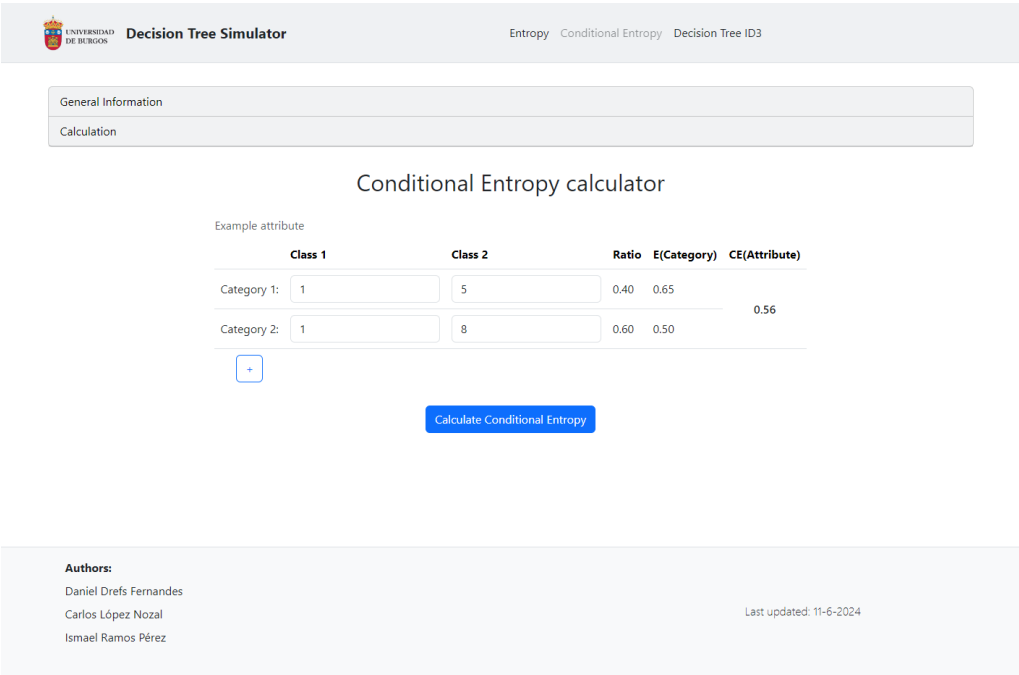 UNIVERSIDAD
DE BURGOS
Decision Tree Simulator
Entropy Conditional Entropy Decision Tree ID3
General Information
Calculation
Conditional Entropy calculator
Example attribute
Class 1 Class 2 Ratio E(Category) CE(Attribute)
Category 1: 1 5 0.40 0.65
0.56
Category 2: 1 8 0.60 0.50
+
Calculate Conditional Entropy
Authors:
Daniel Drefs Fernandes
Carlos López Nozal
Ismael Ramos Pérez
Last updated: 11-6-2024